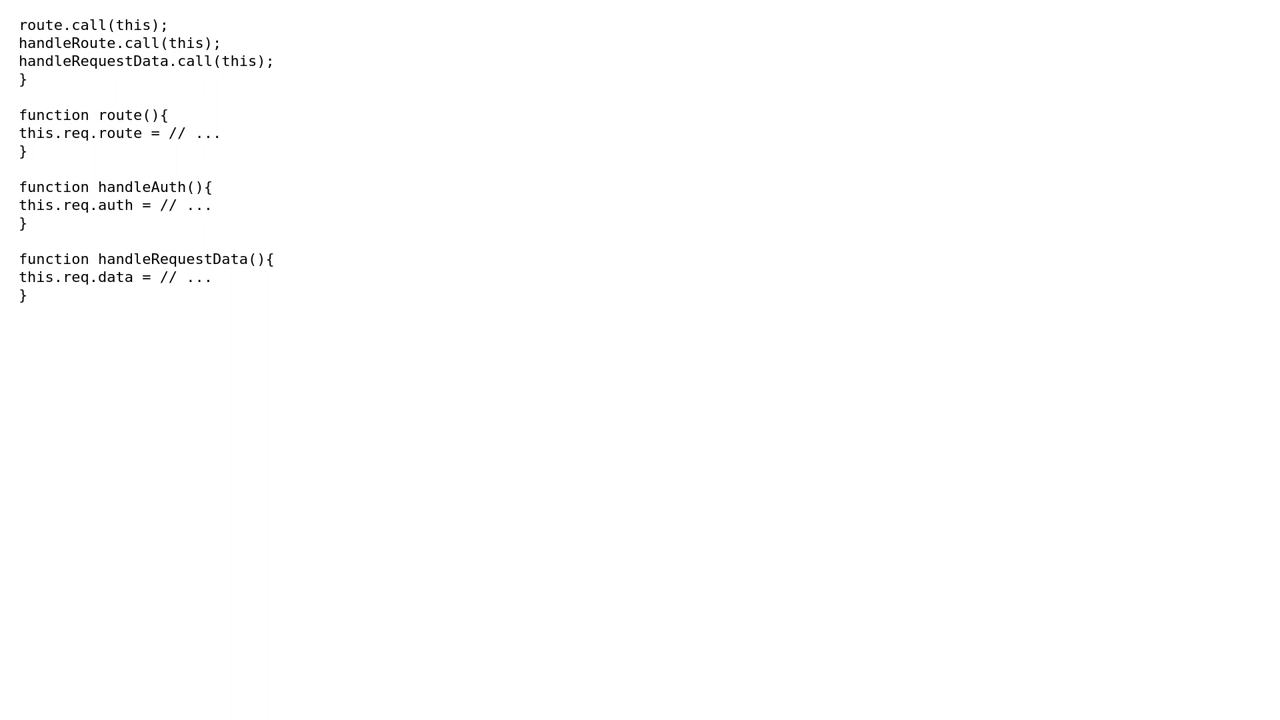 route.call(this);
handleRoute.call(this);
handleRequestData.call(this);
}

function route(){
this.req.route = // ...
}

function handleAuth(){
this.req.auth = // ...
}

function handleRequestData(){
this.req.data = // ...
}